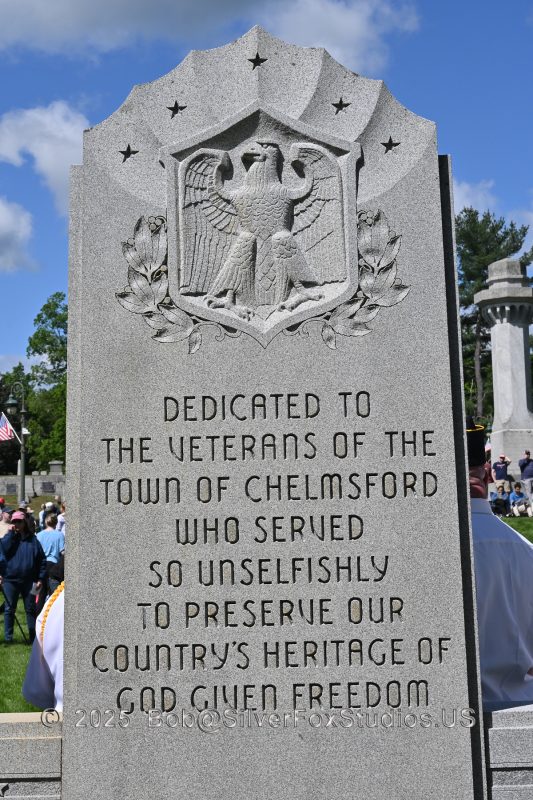 DEDICATED TO
THE VETERANS OF THE
TOWN OF CHELMSFORD
WHO SERVED
SO UNSELFISHLY
TO PRESERVE OUR
COUNTRY'S HERITAGE OF
GOD GIVEN FREEDOM
© 2025 Bob@SilverFoxStudios.US